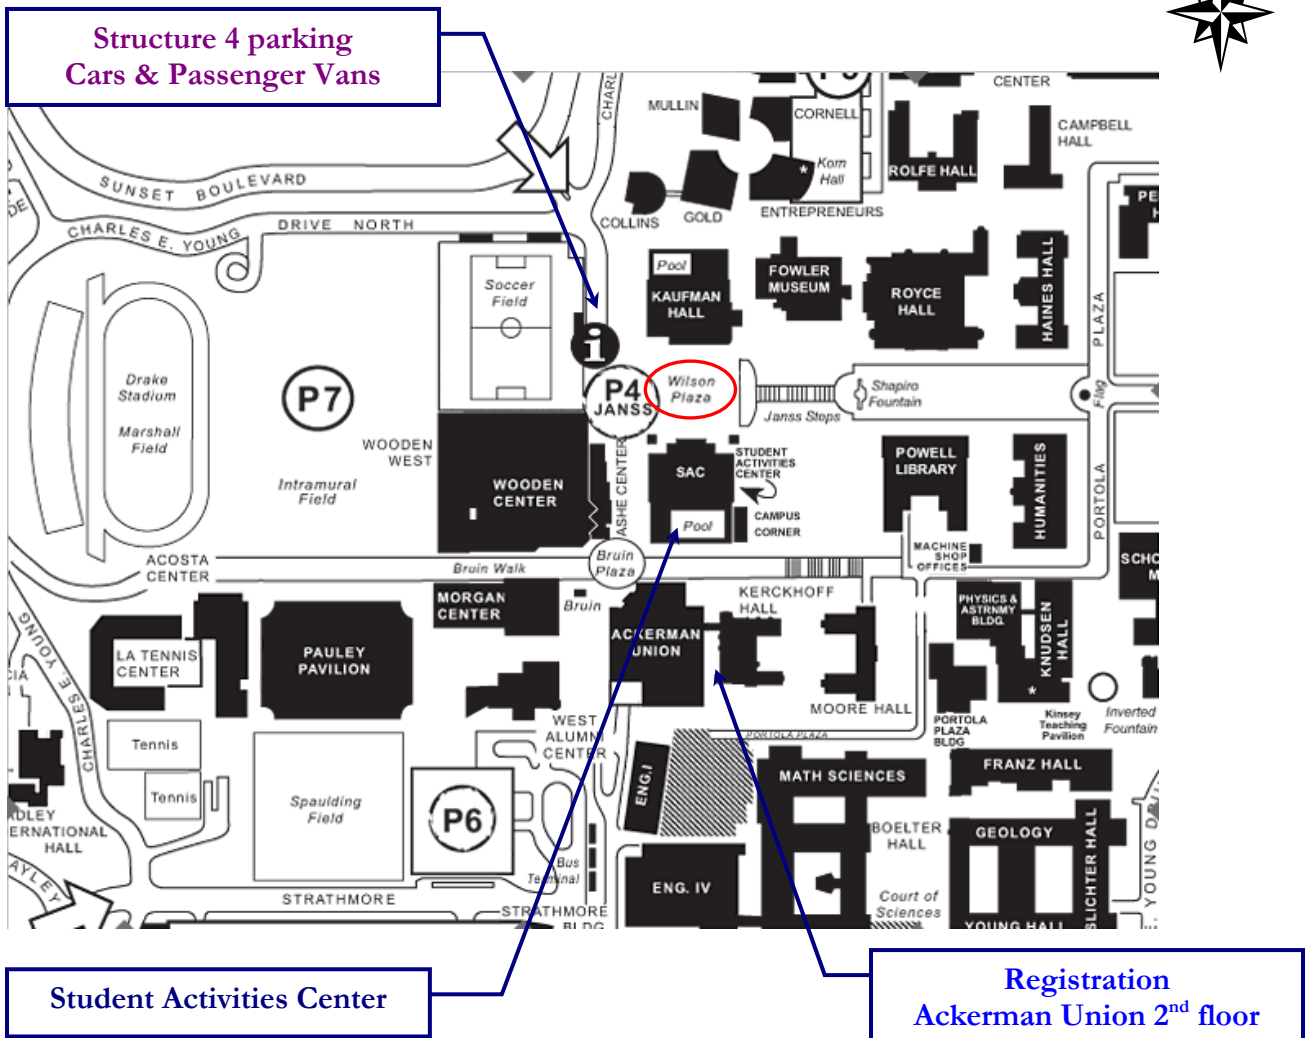 Structure 4 parking
Cars & Passenger Vans
CENTER
MULLIN
CORNELL
CAMPBELL
HALL
Korn
Hall
*
ROLFE HALL
SUNSET BOULEVARD
COLLINS
GOLD
ENTREPRENEURS
CHARLES E. YOUNG
DRIVE NORTH
Pool
KAUFMAN
HALL
FOWLER
MUSEUM
ROYCE
HALL
HAINES HALL
PLAZA
Soccer
Field
i
Drake
Stadium
Marshall
Field
P7
P4
JANSS
Wilson
Plaza
Janss Steps
Shapiro
Fountain
Flag
WOODEN
WEST
Intramural
Field
WOODEN
CENTER
ASHE CENTER
SAC
STUDENT
ACTIVITIES
CENTER
Pool
CAMPUS
CORNER
POWELL
LIBRARY
HUMANITIES
PORTOLA
MACHINE
SHOP
OFFICES
ACOSTA
CENTER
Bruin Walk
Bruin
Plaza
MORGAN
CENTER
Bruin
ACKERMAN
UNION
KERCKHOFF
HALL
PHYSICS &
ASTRNMY
BLDG.
KNUDSEN
HALL
*
LA TENNIS
CENTER
PAULEY
PAVILION
CHARLES E. YOUNG
MOORE HALL
PORTOLA
PLAZA
BLDG
Kinsey
Teaching
Pavilion
Inverted
Fountain
WEST
ALUMNI
CENTER
PORTOLA PLAZA
Tennis
Tennis
ENG.I
MATH SCIENCES
FRANZ HALL
Spaulding
Field
P6
BOELTER
HALL
GEOLOGY
SLICHTER HALL
Bus
Terminal
ENG. IV
Court of
Sciences
STRATHMORE
STRATHMORE
BLDG
YOUNG HALL
Student Activities Center
Registration
Ackerman Union 2nd floor